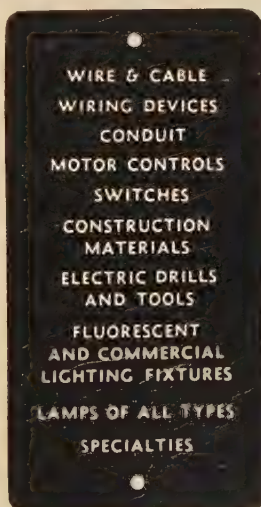 WIRE & CABLE
WIRING DEVICES
CONDUIT
MOTOR CONTROLS
SWITCHES
CONSTRUCTION
MATERIALS
ELECTRIC DRILLS
AND TOOLS
FLUORESCENT
AND COMMERCIAL
LIGHTING FIXTURES
LAMPS OF ALL TYPES
SPECIALTIES